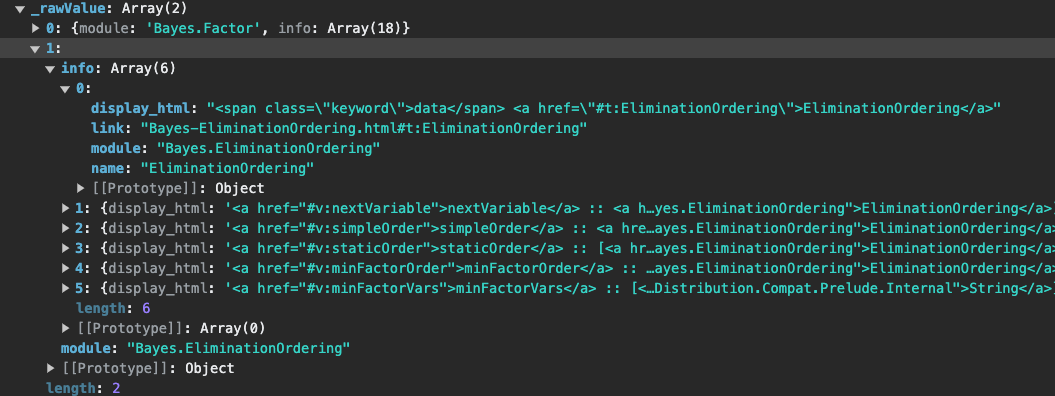 ▼ _rawValue: Array(2)
▶ 0: {module: 'Bayes.Factor', info: Array(18)}
▼ 1:
▼ info: Array(6)
▼ 0:
display_html: "<span class=\"keyword\">data</span> <a href=\"#t:EliminationOrdering\">EliminationOrdering</a>"
link: "Bayes-EliminationOrdering.html#t:EliminationOrdering"
module: "Bayes.EliminationOrdering"
name: "EliminationOrdering"
▶ [[Prototype]]: Object
▶ 1: {display_html: '<a href="#v:nextVariable">nextVariable</a> :: <a h…yes.EliminationOrdering">EliminationOrdering</a>
▶ 2: {display_html: '<a href="#v:simpleOrder">simpleOrder</a> :: <a hre…ayes.EliminationOrdering">EliminationOrdering</a>
▶ 3: {display_html: '<a href="#v:staticOrder">staticOrder</a> :: [<a hr…ayes.EliminationOrdering">EliminationOrdering</a>
▶ 4: {display_html: '<a href="#v:minFactorOrder">minFactorOrder</a> :: …ayes.EliminationOrdering">EliminationOrdering</a>
▶ 5: {display_html: '<a href="#v:minFactorVars">minFactorVars</a> :: [<…Distribution.Compat.Prelude.Internal">String</a>]
length: 6
▶ [[Prototype]]: Array(0)
module: "Bayes.EliminationOrdering"
▶ [[Prototype]]: Object
length: 2